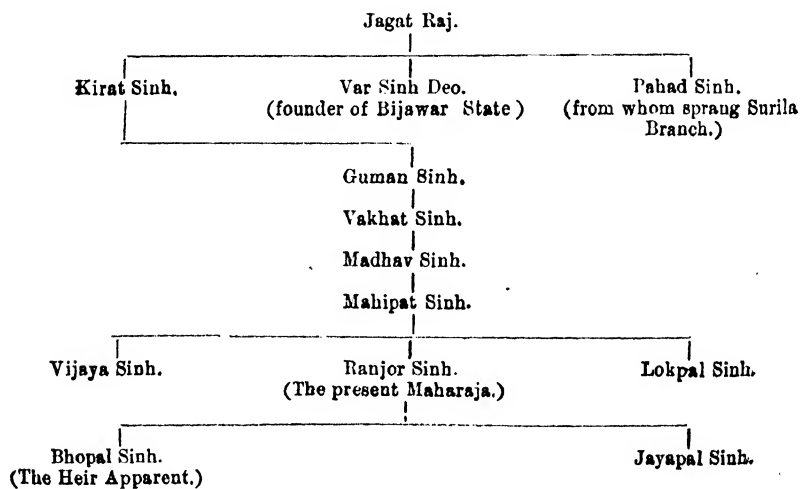 Jagat Raj.
Kirat Sinh. Var Sinh Deo. Pahad Sinh.
(founder of Bijawar State) (from whom sprang Surila
Branch.)
Guman Sinh.
Vakhat Sinh.
Madhav Sinh.
Mahipat Sinh.
Vijaya Sinh. Ranjor Sinh. Lokpal Sinh.
(The present Maharaja.)
Bhopal Sinh. Jayapal Sinh.
(The Heir Apparent.)